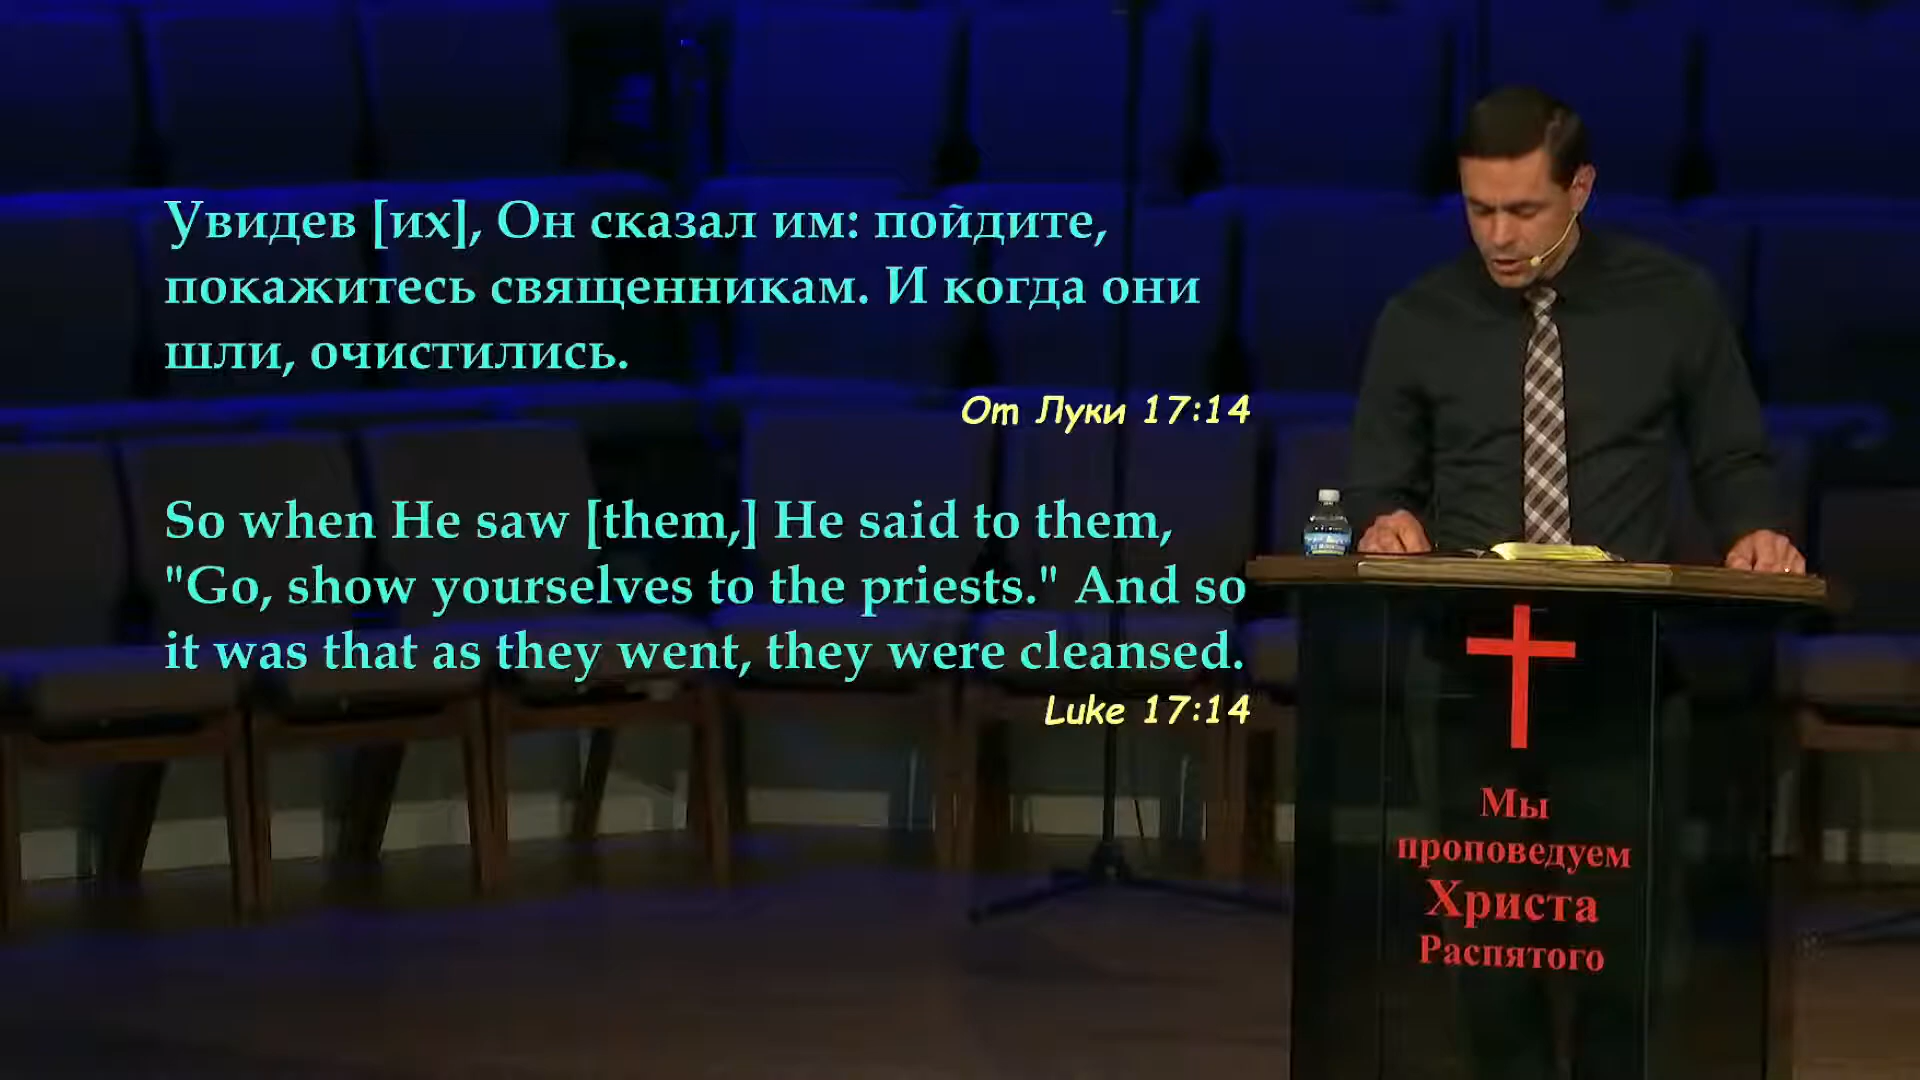 Увидев [их], Он сказал им: пойдите,
покажитесь священникам. И когда они
шли, очистились.
От Луки 17:14
So when He saw [them,] He said to them,
"Go, show yourselves to the priests." And so
it was that as they went, they were cleansed.
Luke 17:14
Мы
проповедуем
Христа
Распятого